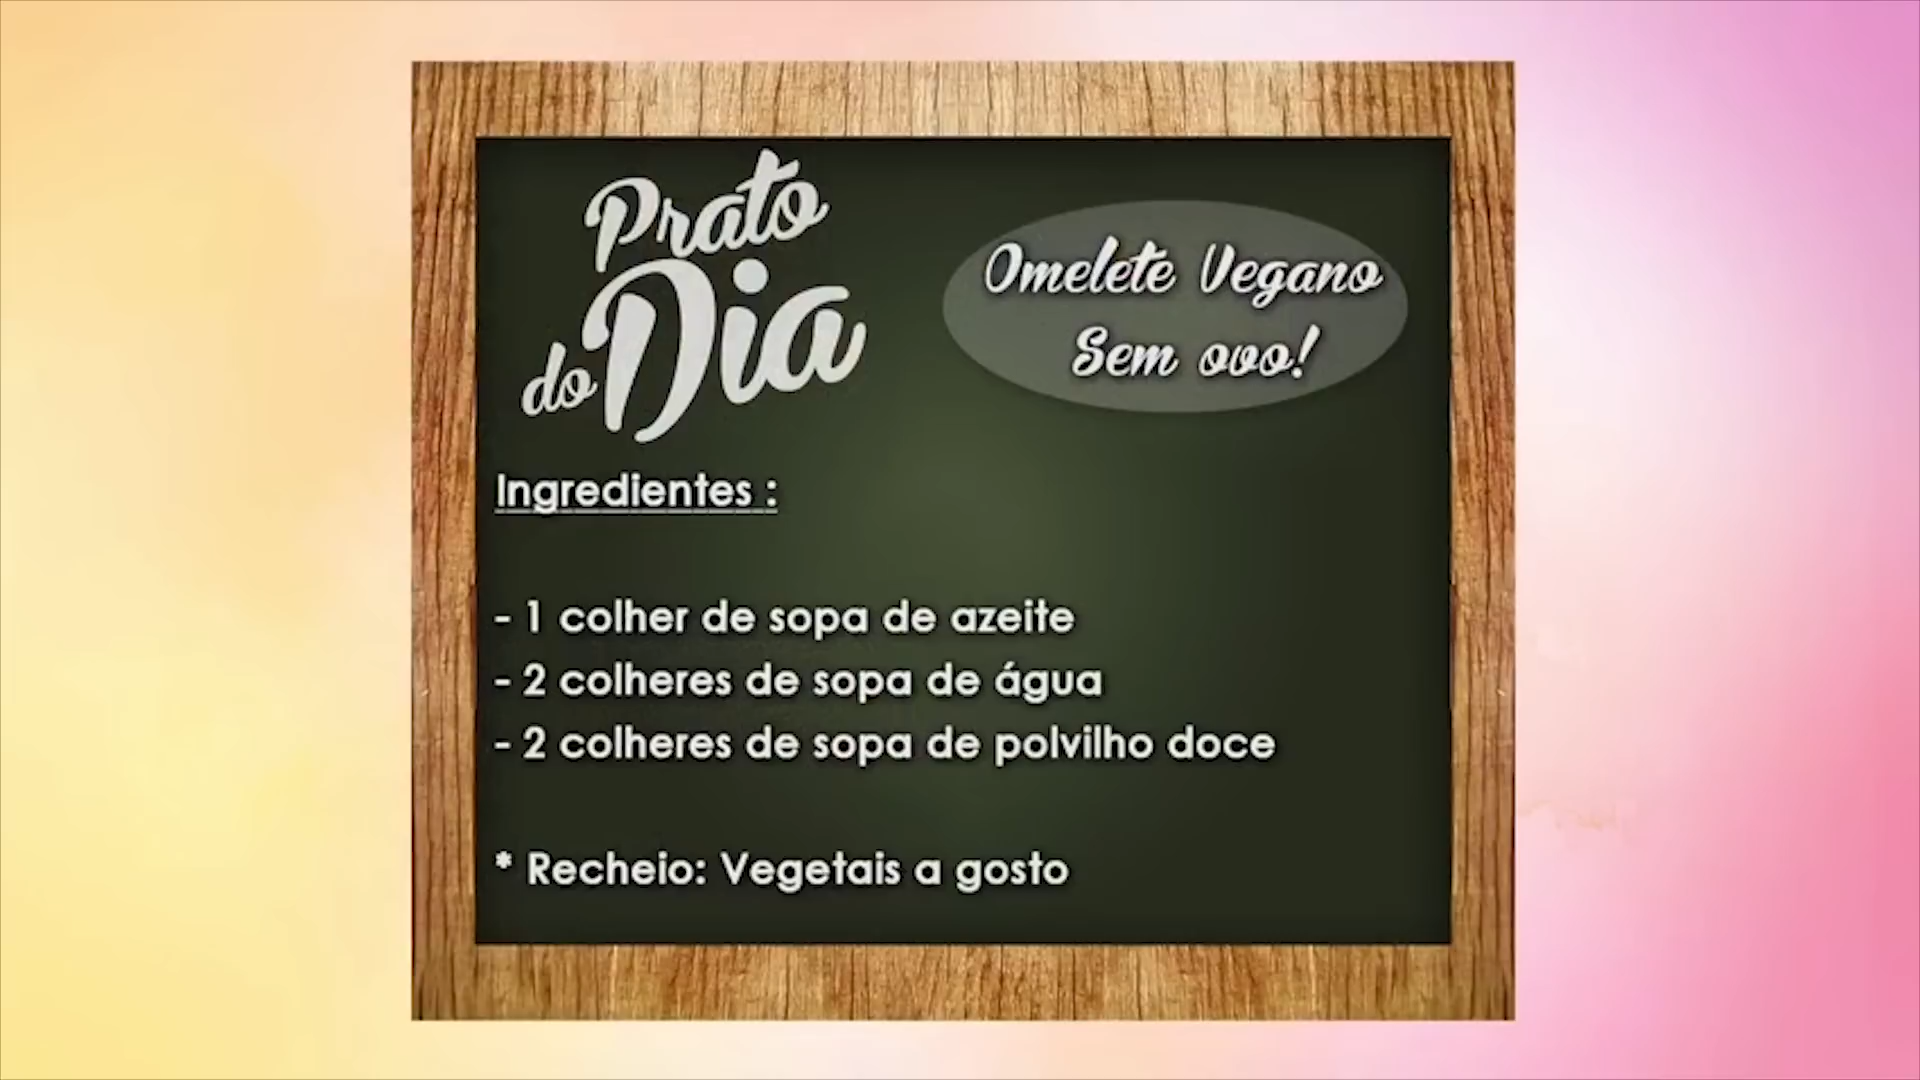 Prato
do Dia
Omelete Vegano
Sem ovo!
Ingredientes :
- 1 colher de sopa de azeite
- 2 colheres de sopa de água
- 2 colheres de sopa de polvilho doce
* Recheio: Vegetais a gosto